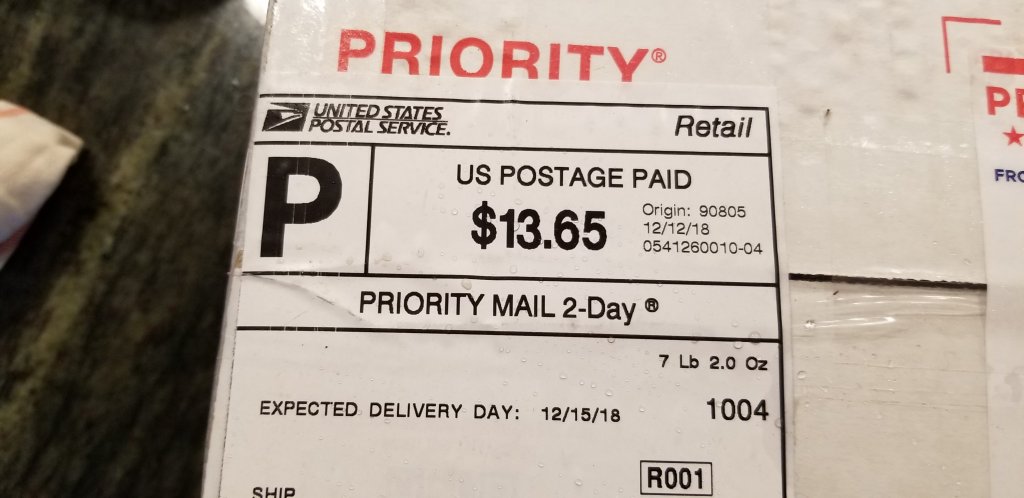 PRIORITY®
UNITED STATES
POSTAL SERVICE.
Retail
P
US POSTAGE PAID
$13.65
Origin: 90805
12/12/18
0541260010-04
PRIORITY MAIL 2-Day ®
7 Lb 2.0 Oz
EXPECTED DELIVERY DAY: 12/15/18
1004
R001
SHIP